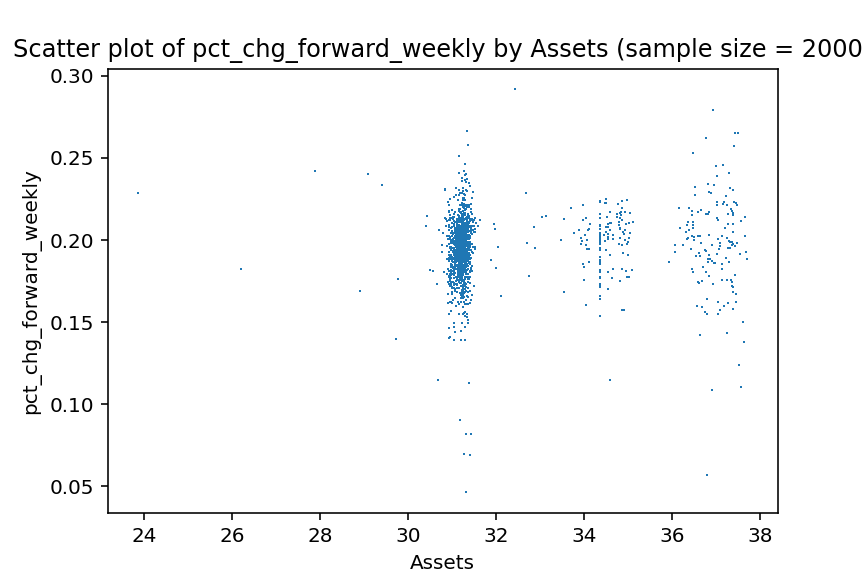 Scatter plot of pct_chg_forward_weekly by Assets (sample size = 2000
0.30
0.25
0.20
0.15
0.10
0.05
pct_chg_forward_weekly
24 26 28 30 32 34 36 38
Assets